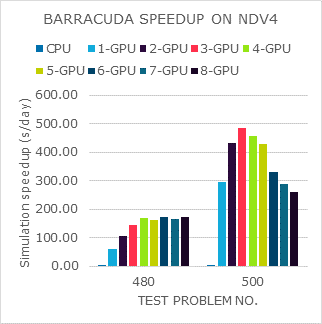 BARRACUDA SPEEDUP ON NDV4
CPU 1-GPU 2-GPU 3-GPU 4-GPU
5-GPU 6-GPU 7-GPU 8-GPU
Simulation speedup (s/day)
600.00
500.00
400.00
300.00
200.00
100.00
0.00
480 500
TEST PROBLEM NO.